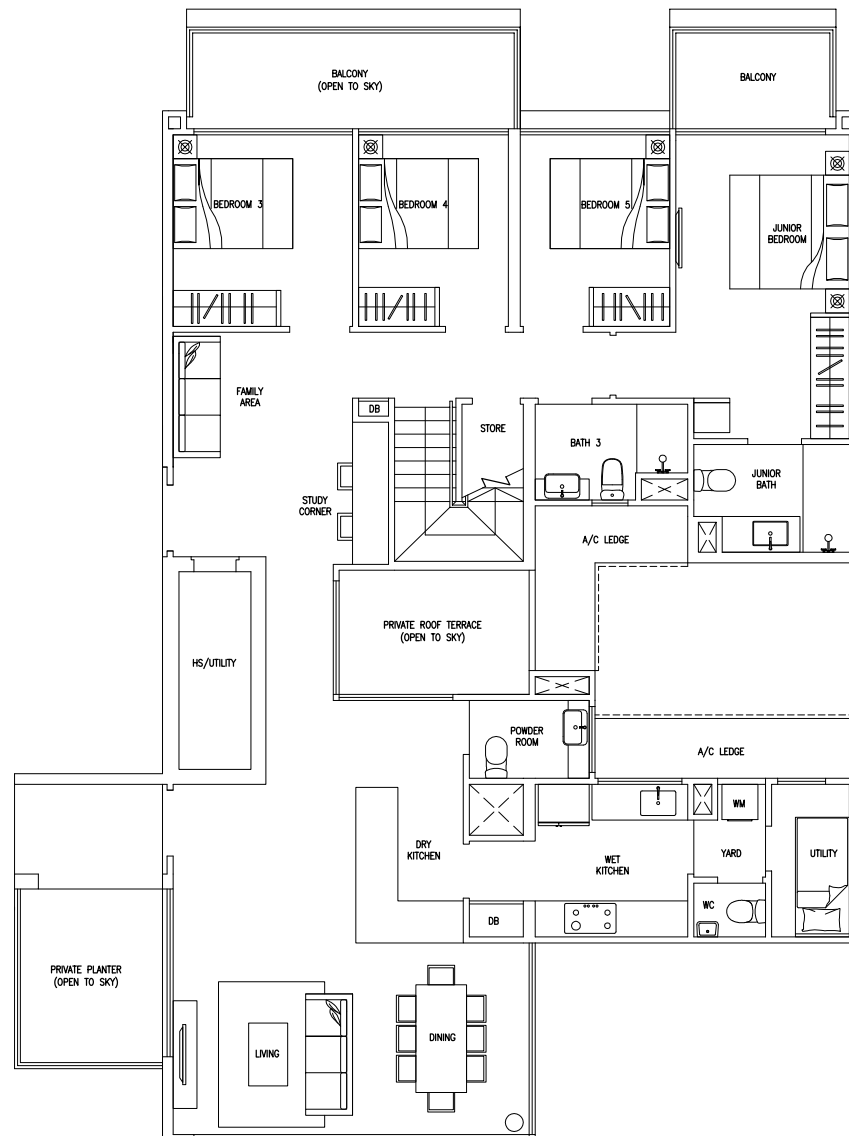 BALCONY
(OPEN TO SKY)
BALCONY
BEDROOM 3
BEDROOM 4
BEDROOM 5
JUNIOR
BEDROOM
FAMILY
AREA
DB
STORE
BATH 3
JUNIOR
BATH
STUDY
CORNER
A/C LEDGE
PRIVATE ROOF TERRACE
(OPEN TO SKY)
HS/UTILITY
POWDER
ROOM
A/C LEDGE
WM
DRY
KITCHEN
WET
KITCHEN
YARD
UTILITY
WC
DB
PRIVATE PLANTER
(OPEN TO SKY)
LIVING
DINING